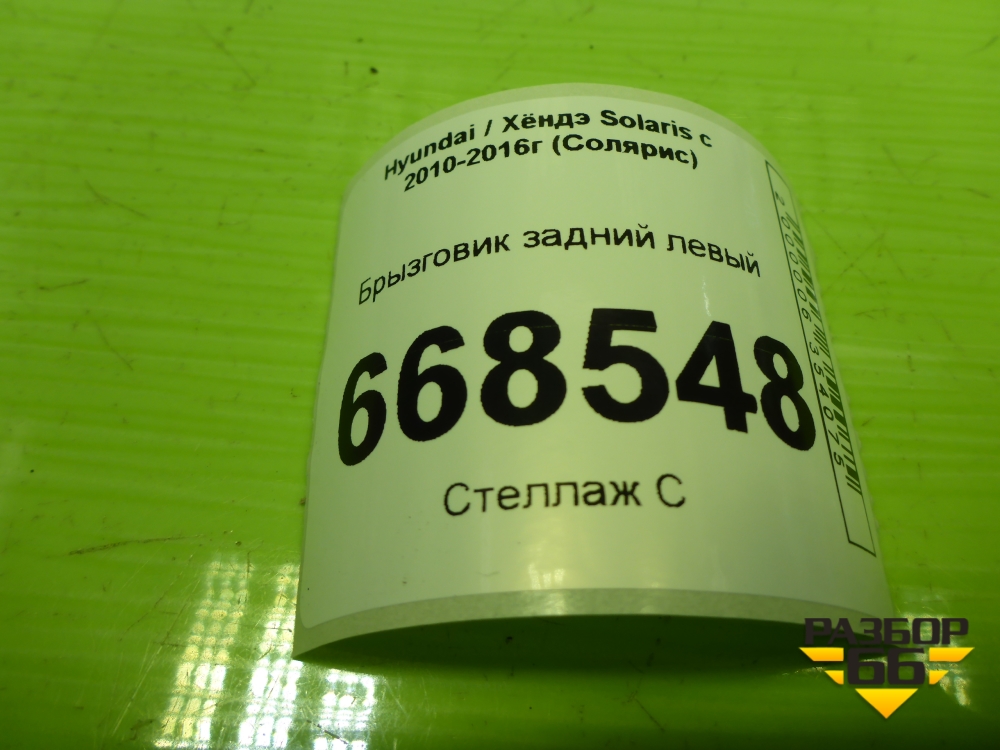 Hyundai / Хёндэ Solaris с
2010-2016г (Солярис)
Брызговик задний левый
668548
Стеллаж С
РАЗБОР
66